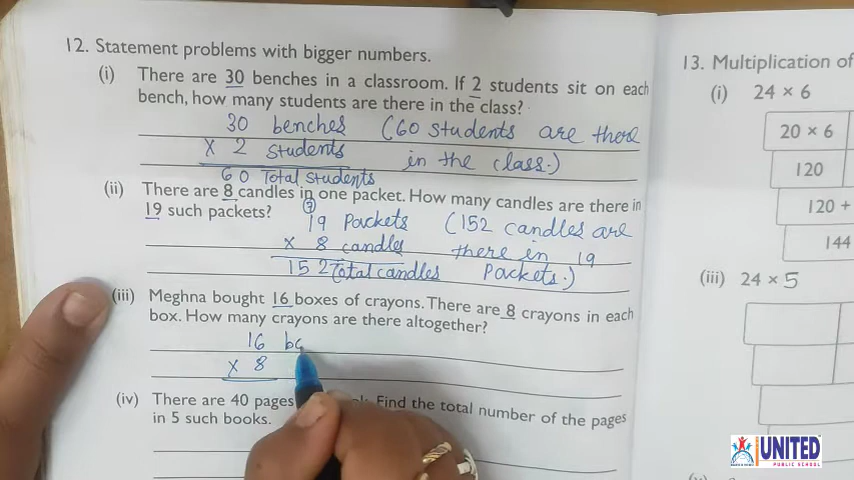 12. Statement problems with bigger numbers.
(i) There are 30 benches in a classroom. If 2 students sit on each
bench, how many students are there in the class?
30 benches (60 students are there
x 2 students in the class.)
60 Total students
(ii) There are 8 candles in one packet. How many candles are there in
19 such packets?
7
19 Packets (152 candles are
x 8 candles there in 19
152 Total candles Packets.)
(iii) Meghna bought 16 boxes of crayons. There are 8 crayons in each
box. How many crayons are there altogether?
16 bo
x 8
(iv) There are 40 pages Find the total number of the pages
in 5 such books.
13. Multiplication of
(i) 24 × 6
20 × 6
120
120 +
144
(iii) 24 × 5
UNITED
PUBLIC SCHOOL